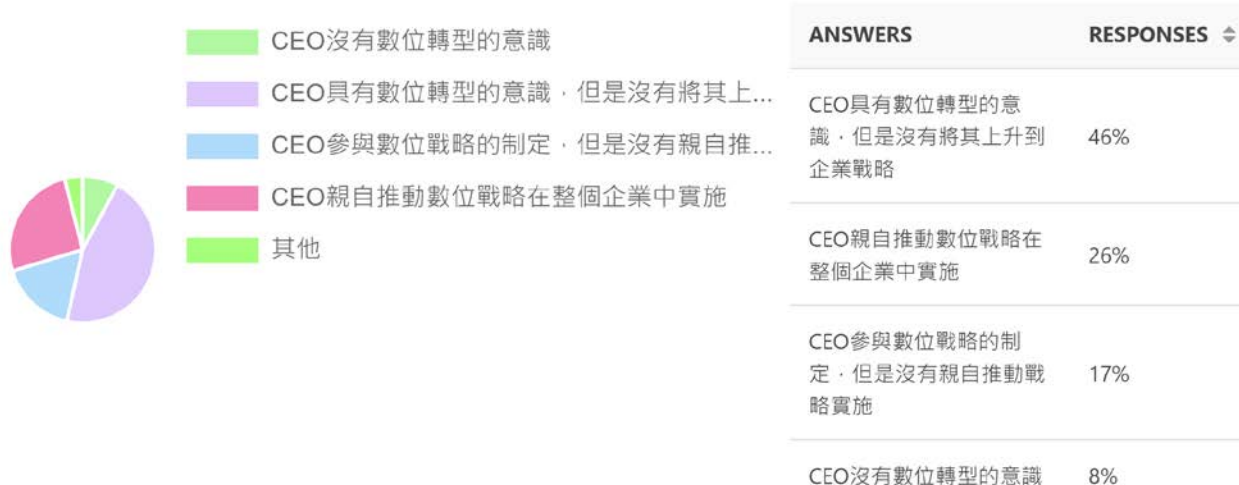 CEO沒有數位轉型的意識
CEO具有數位轉型的意識，但是沒有將其上...
CEO參與數位戰略的制定，但是沒有親自推...
CEO親自推動數位戰略在整個企業中實施
其他
ANSWERS RESPONSES
CEO具有數位轉型的意
識，但是沒有將其上升到
企業戰略
46%
CEO親自推動數位戰略在
整個企業中實施
26%
CEO參與數位戰略的制
定，但是沒有親自推動戰
略實施
17%
CEO沒有數位轉型的意識 8%